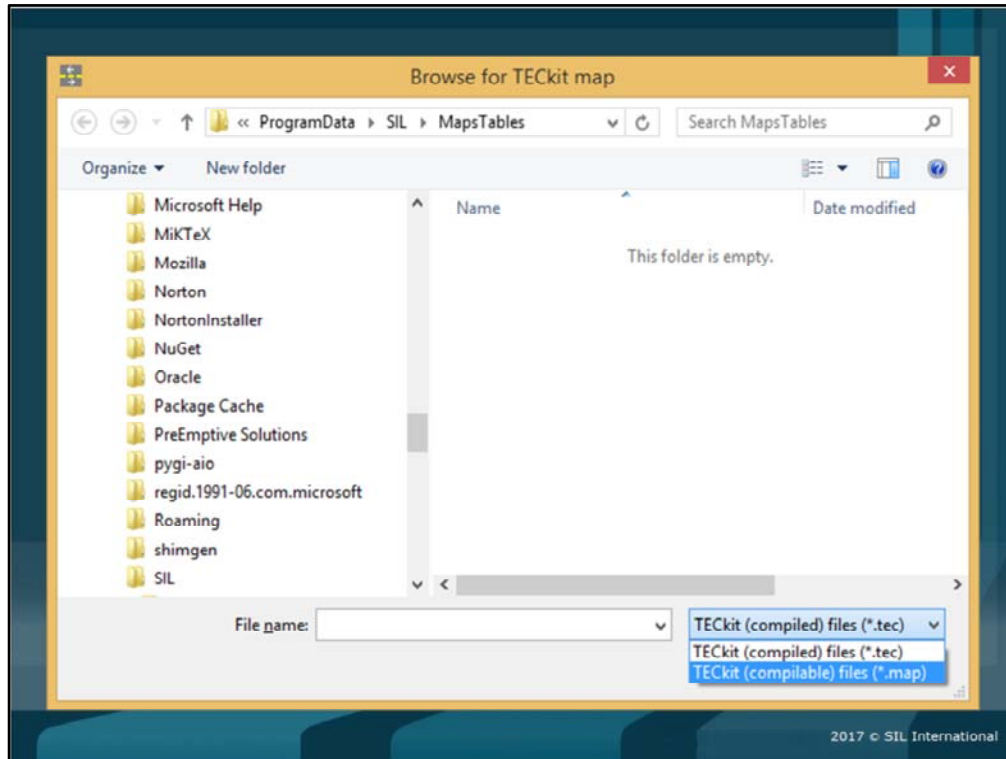 Browse for TECkit map
x
« ProgramData SIL MapsTables
Search MapsTables
Organize
New folder
Name
Date modified
This folder is empty.
Microsoft Help
MiKTeX
Mozilla
Norton
NortonInstaller
NuGet
Oracle
Package Cache
PreEmptive Solutions
pygi-aio
regid.1991-06.com.microsoft
Roaming
shimgen
SIL
File name:
TECkit (compiled) files (*.tec)
TECkit (compiled) files (*.tec)
TECkit (compilable) files (*.map)
2017 © SIL International